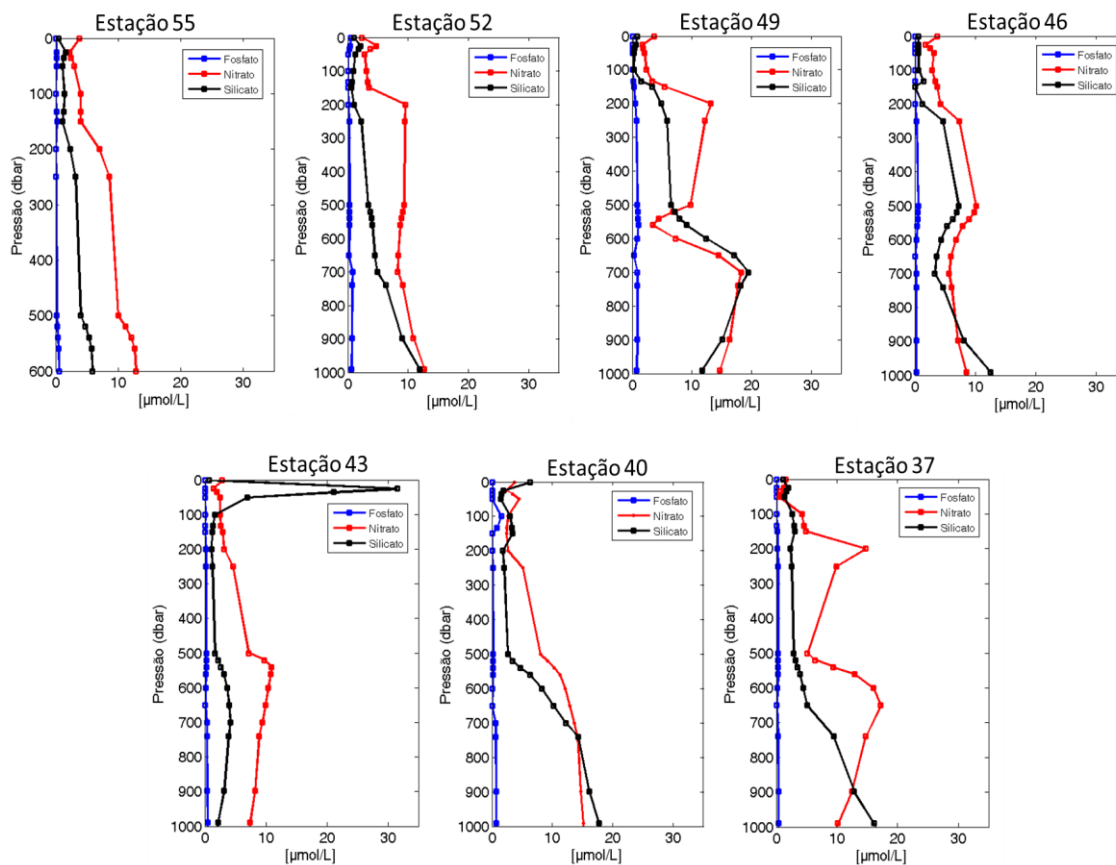 Estação 55
Estação 52
Estação 49
Estação 46
0
100
200
300
400
500
600
Pressão (dbar)
0 10 20 30
[µmol/L]
Fosfato
Nitrato
Silicato
0
100
200
300
400
500
600
700
800
900
1000
Pressão (dbar)
0 10 20 30
[µmol/L]
Fosfato
Nitrato
Silicato
0
100
200
300
400
500
600
700
800
900
1000
Pressão (dbar)
0 10 20 30
[µmol/L]
Fosfato
Nitrato
Silicato
0
100
200
300
400
500
600
700
800
900
1000
Pressão (dbar)
0 10 20 30
[µmol/L]
Fosfato
Nitrato
Silicato
Estação 43
Estação 40
Estação 37
0
100
200
300
400
500
600
700
800
900
1000
Pressão (dbar)
0 10 20 30
[µmol/L]
Fosfato
Nitrato
Silicato
0
100
200
300
400
500
600
700
800
900
1000
Pressão (dbar)
0 10 20 30
[µmol/L]
Fosfato
Nitrato
Silicato
0
100
200
300
400
500
600
700
800
900
1000
Pressão (dbar)
0 10 20 30
[µmol/L]
Fosfato
Nitrato
Silicato